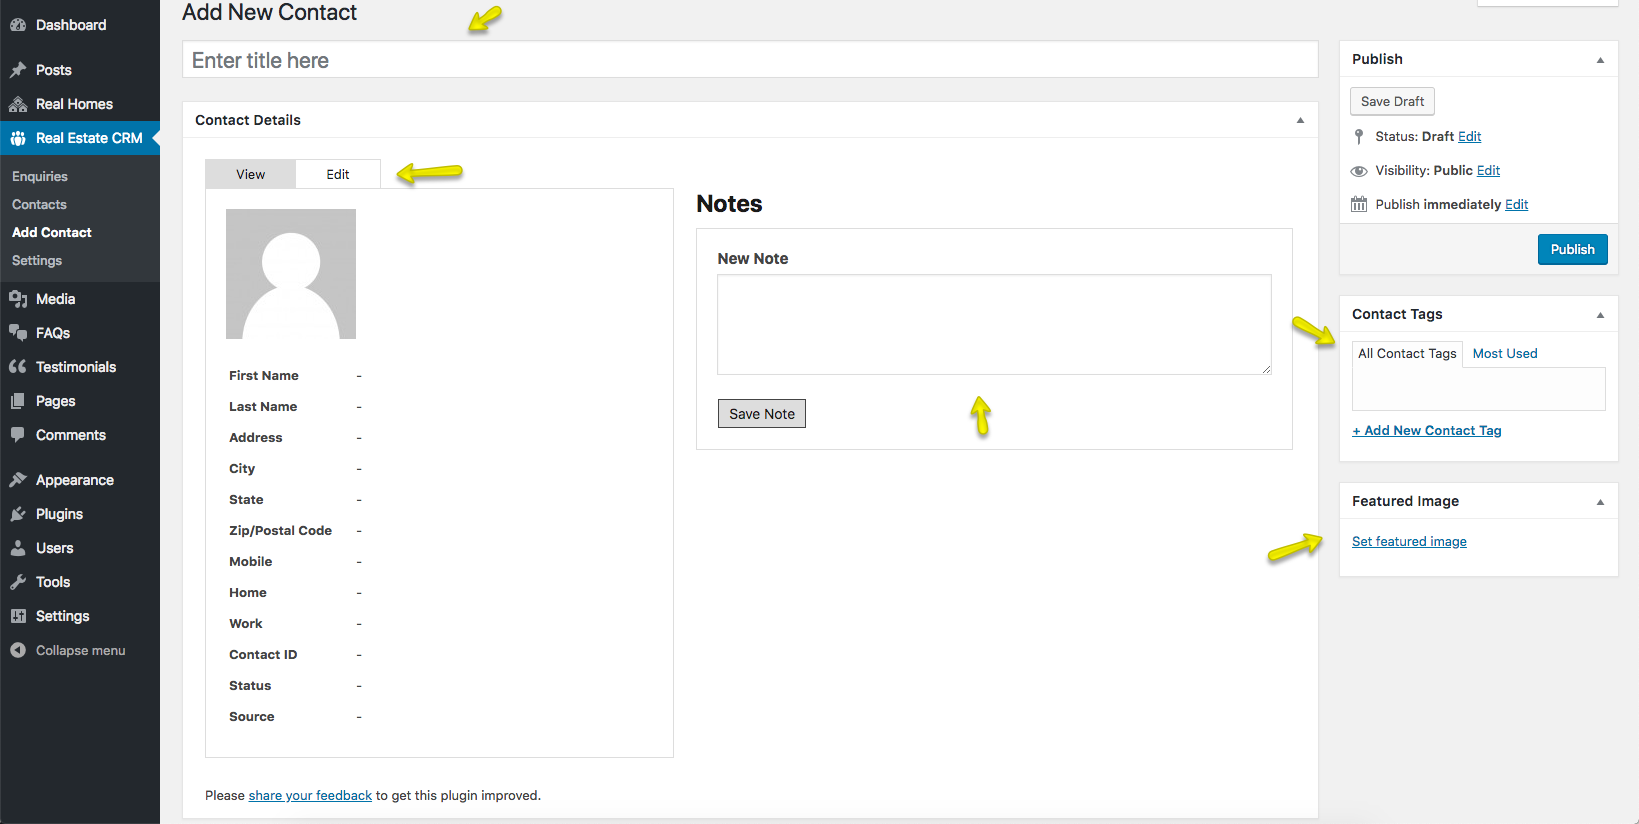 Dashboard
Posts
Real Homes
Real Estate CRM
Enquiries
Contacts
Add Contact
Settings
Media
FAQs
Testimonials
Pages
Comments
Appearance
Plugins
Users
Tools
Settings
Collapse menu
Add New Contact
Enter title here
Contact Details
View Edit
First Name -
Last Name -
Address -
City -
State -
Zip/Postal Code -
Mobile -
Home -
Work -
Contact ID -
Status -
Source -
Notes
New Note
Save Note
Please share your feedback to get this plugin improved.
Publish
Save Draft
Status: Draft Edit
Visibility: Public Edit
Publish immediately Edit
Publish
Contact Tags
All Contact Tags Most Used
+ Add New Contact Tag
Featured Image
Set featured image